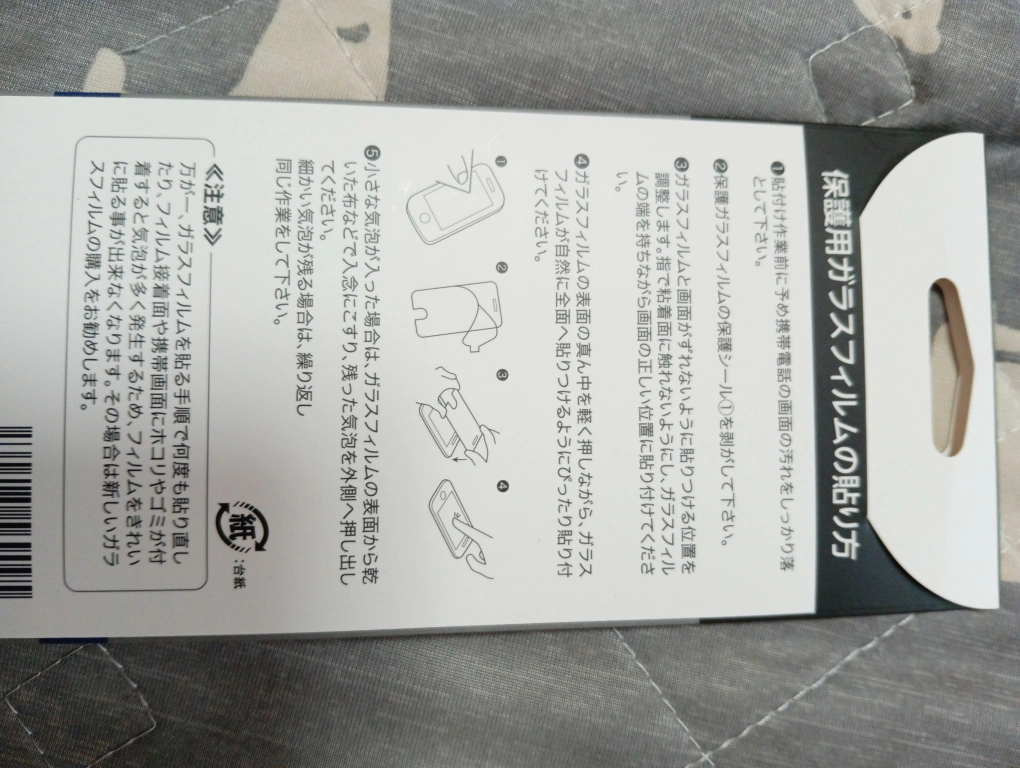 保護用ガラスフィルムの貼り方
❶貼付け作業前に予め携帯電話の画面の汚れをしっかり落
として下さい。
❷保護ガラスフィルムの保護シール①を剥がして下さい。
❸ガラスフィルムと画面がずれないように貼りつける位置を
調整します。指で粘着面に触れないようにし、ガラスフィル
ムの端を持ちながら画面の正しい位置に貼り付けてくださ
い。
❹ガラスフィルムの表面の真ん中を軽く押しながら、ガラス
フィルムが自然に全面へ貼りつけるようにぴったり貼り付
けてください。
❶
❷
❸
❹
❺小さな気泡が入った場合は、ガラスフィルムの表面から乾
いた布などで入念にこすり、残った気泡を外側へ押し出し
てください。
細かい気泡が残る場合は、繰り返し
同じ作業をして下さい。
紙
:台紙
≪注意≫
万が一、ガラスフィルムを貼る手順で何度も貼り直し
たり、フィルム接着面や携帯画面にホコリやゴミが付
着すると気泡が多く発生するため、フィルムをきれい
に貼る事が出来なくなります。その場合は新しいガラ
スフィルムの購入をお勧めします。